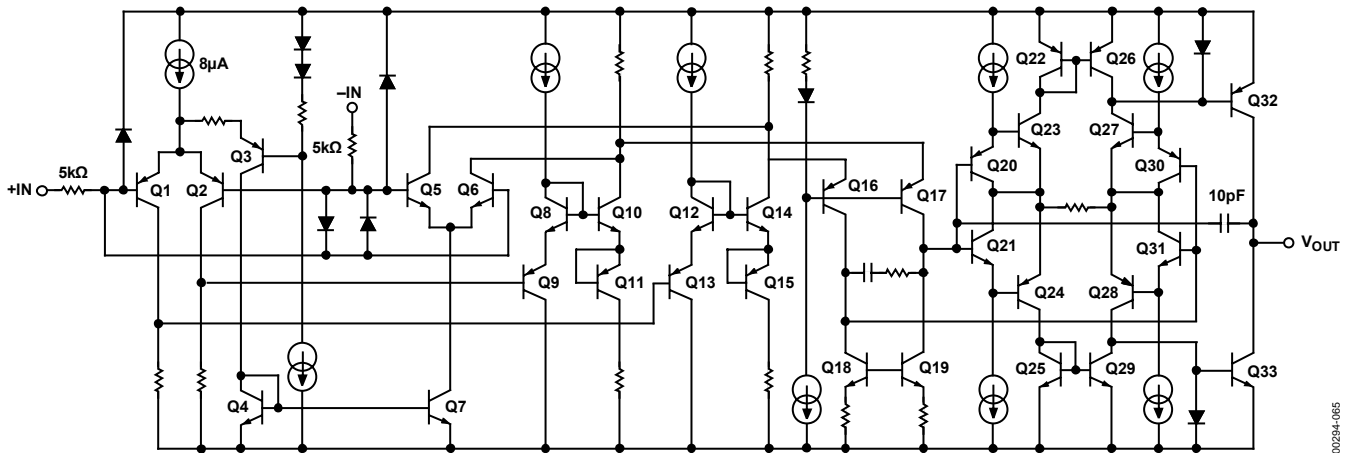 Q22
Q26
8µA
Q32
–IN
Q23
Q27
Q3
5kΩ
Q20
Q30
5kΩ
+IN
Q1
Q2
Q5
Q6
Q16
Q17
10pF
Q8
Q10
Q12
Q14
Q21
Q31
VOUT
Q9
Q11
Q13
Q15
Q24
Q28
Q18
Q19
Q25
Q29
Q33
Q4
Q7
00294-065